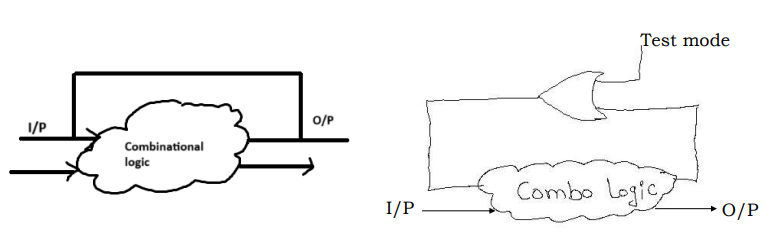 I/P
Combinational
logic
O/P
Test mode
Combo Logic
I/P
O/P